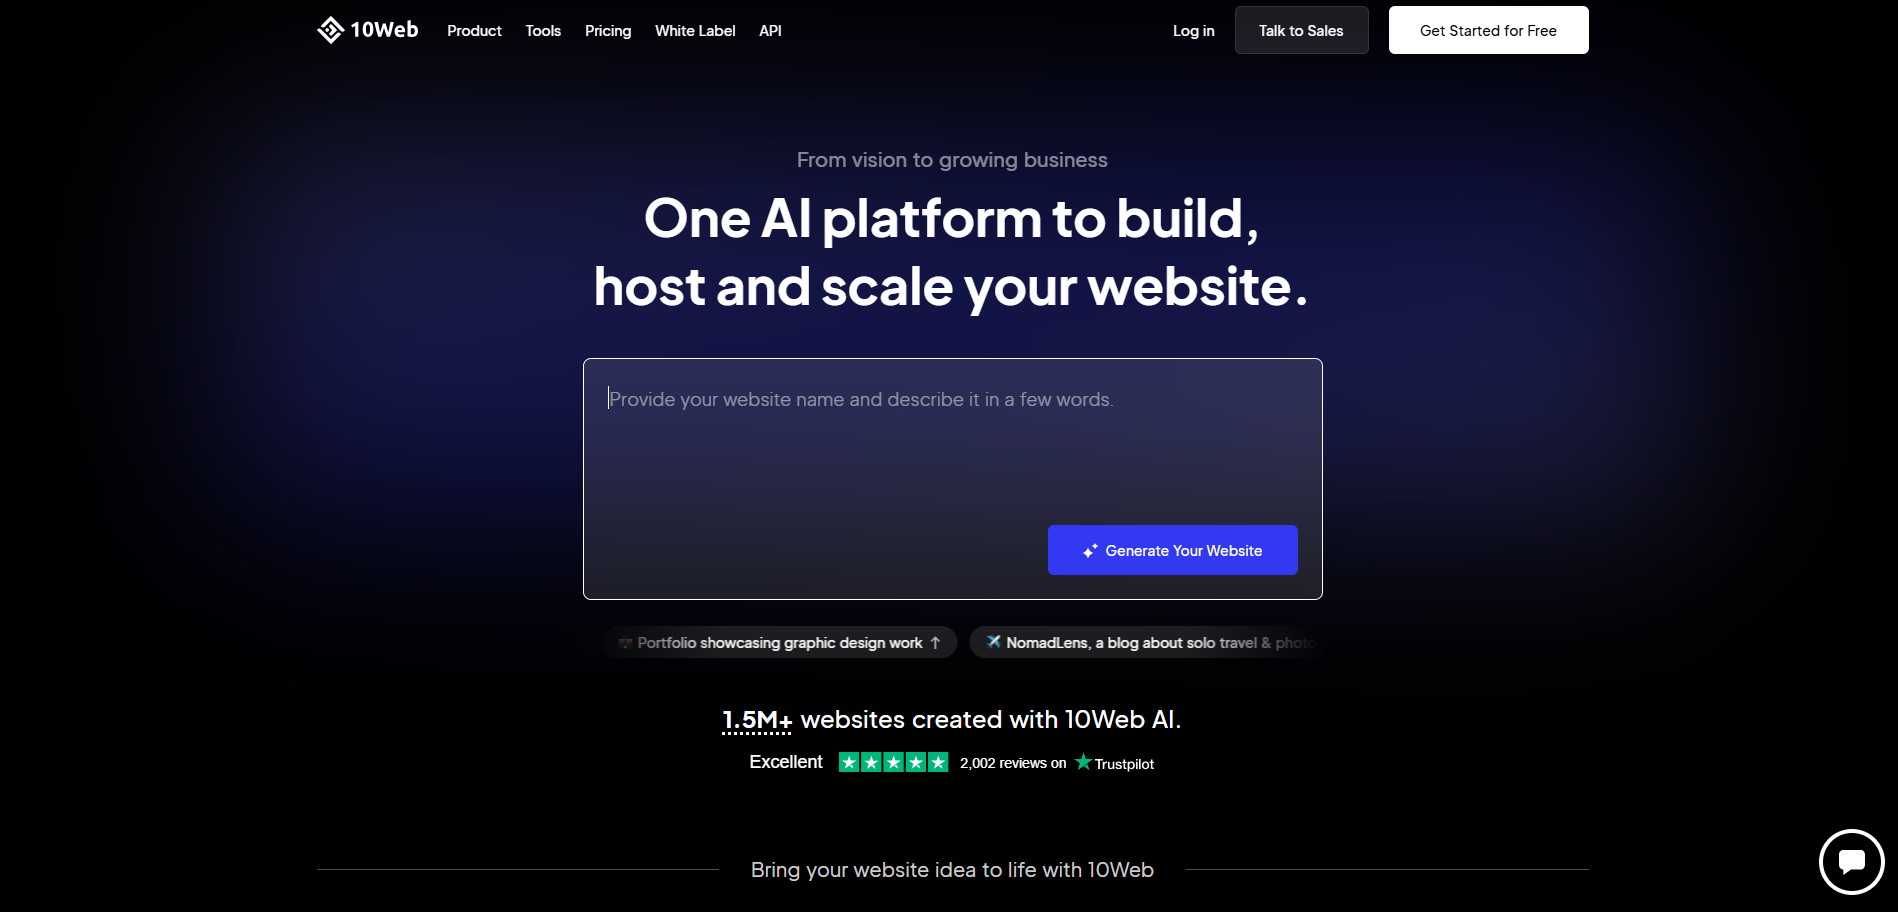 10Web
Product
Tools
Pricing
White Label
API
Log in
Talk to Sales
Get Started for Free
From vision to growing business
One AI platform to build,
host and scale your website.
Provide your website name and describe it in a few words.
Generate Your Website
Portfolio showcasing graphic design work ↑
NomadLens, a blog about solo travel & photo
1.5M+ websites created with 10Web AI.
Excellent
2,002 reviews on
Trustpilot
Bring your website idea to life with 10Web